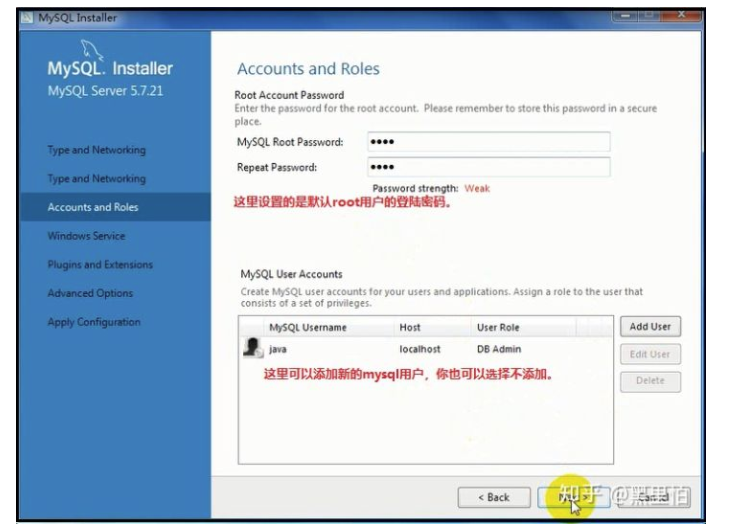 MySQL Installer
MySQL. Installer
MySQL Server 5.7.21
Type and Networking
Type and Networking
Accounts and Roles
Windows Service
Plugins and Extensions
Advanced Options
Apply Configuration
Accounts and Roles
Root Account Password
Enter the password for the root account. Please remember to store this password in a secure
place.
MySQL Root Password: ••••
Repeat Password: ••••
Password strength: Weak
这里设置的是默认root用户的登陆密码。
MySQL User Accounts
Create MySQL user accounts for your users and applications. Assign a role to the user that
consists of a set of privileges.
MySQL Username Host User Role
java localhost DB Admin
这里可以添加新的mysql用户，你也可以选择不添加。
Add User
Edit User
Delete
< Back
知乎 @黑里怕